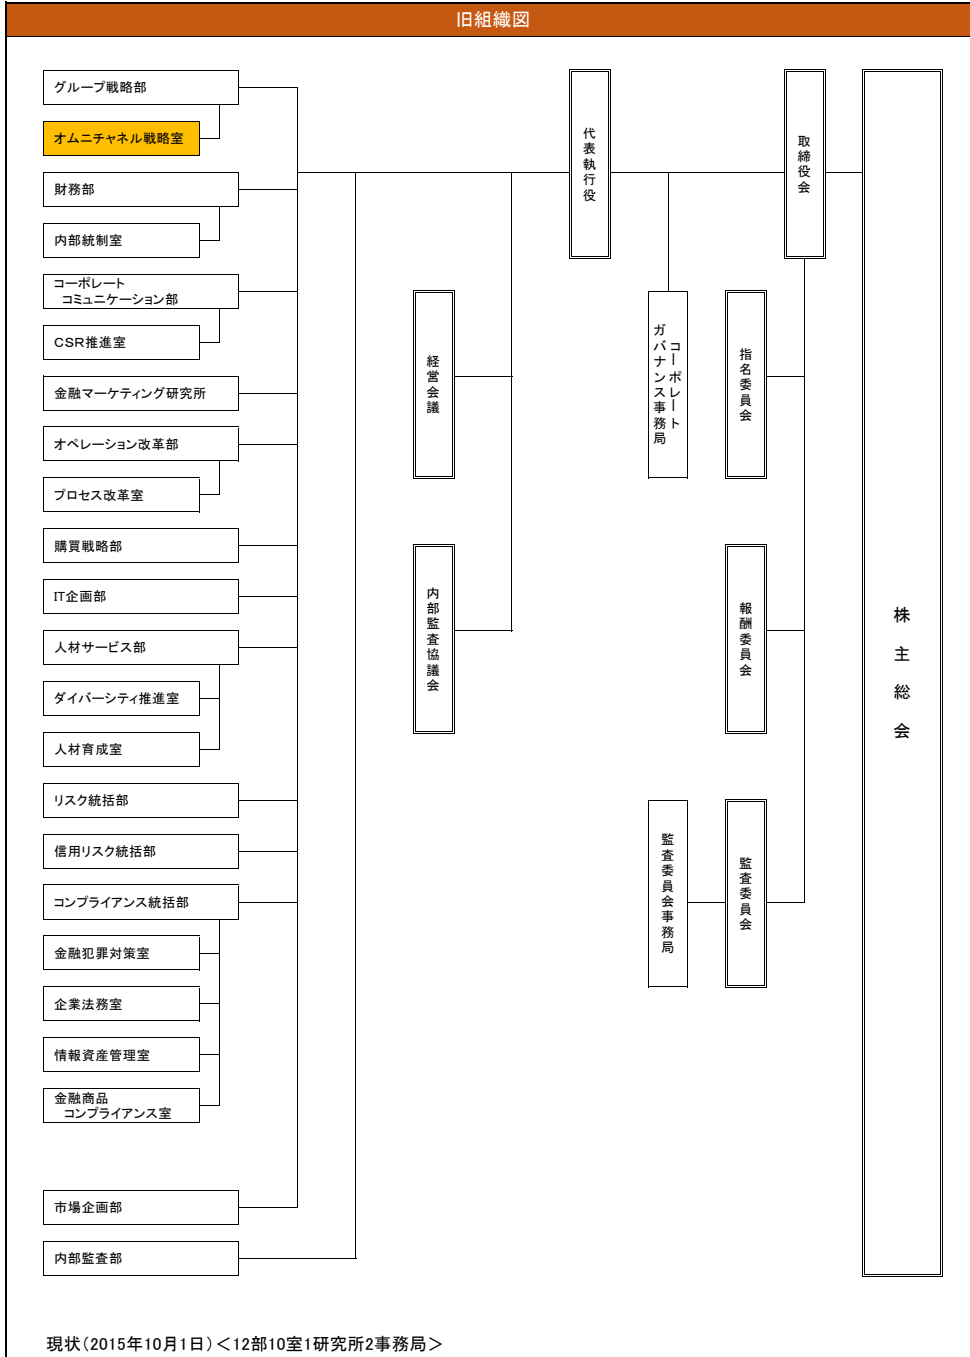 旧組織図
グループ戦略部
オムニチャネル戦略室
財務部
内部統制室
コーポレート
コミュニケーション部
CSR推進室
金融マーケティング研究所
オペレーション改革部
プロセス改革室
購買戦略部
IT企画部
人材サービス部
ダイバーシティ推進室
人材育成室
リスク統括部
信用リスク統括部
コンプライアンス統括部
金融犯罪対策室
企業法務室
情報資産管理室
金融商品
コンプライアンス室
市場企画部
内部監査部
経営会議
内部監査協議会
代表執行役
コーポレート
ガバナンス事務局
監査委員会事務局
取締役会
指名委員会
報酬委員会
監査委員会
株主総会
現状(2015年10月1日)<12部10室1研究所2事務局>